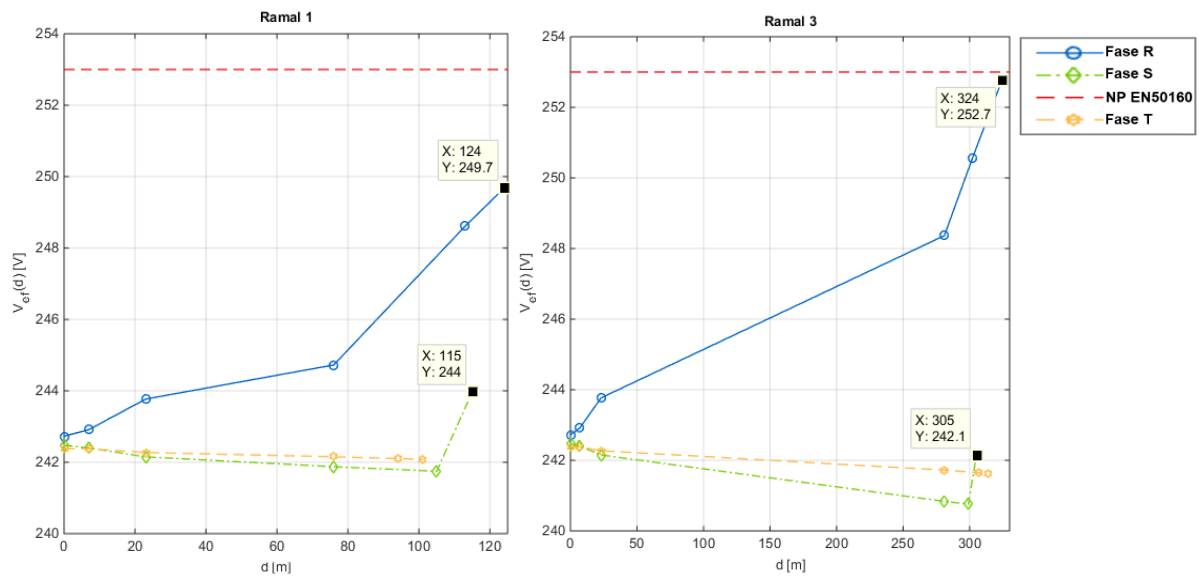 Ramal 1
254
252
250
248
246
244
242
240
V_ef(d) [V]
0 20 40 60 80 100 120
d [m]
X: 124
Y: 249.7
X: 115
Y: 244
Ramal 3
254
252
250
248
246
244
242
240
V_ef(d) [V]
0 50 100 150 200 250 300
d [m]
X: 324
Y: 252.7
X: 305
Y: 242.1
Fase R
Fase S
NP EN50160
Fase T